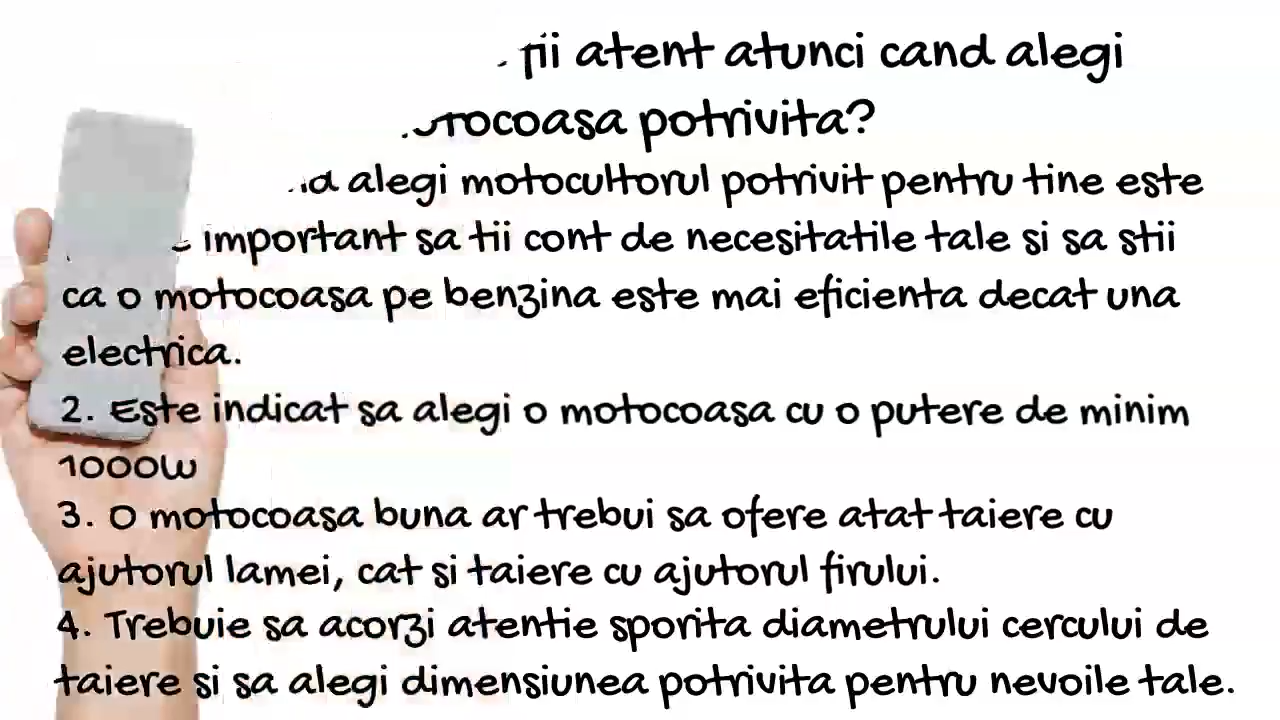 atent atunci cand alegi
potrivita?
alegi motocultorul potrivit pentru tine este
important sa tii cont de necesitatile tale si sa stii
ca o motocoasa pe benzina este mai eficienta decat una
electrica.
2. Este indicat sa alegi o motocoasa cu o putere de minim
1000W
3. O motocoasa buna ar trebui sa ofere atat taiere cu
ajutorul lamei, cat si taiere cu ajutorul firului.
4. Trebuie sa acorzi atentie sporita diametrului cercului de
taiere si sa alegi dimensiunea potrivita pentru nevoile tale.